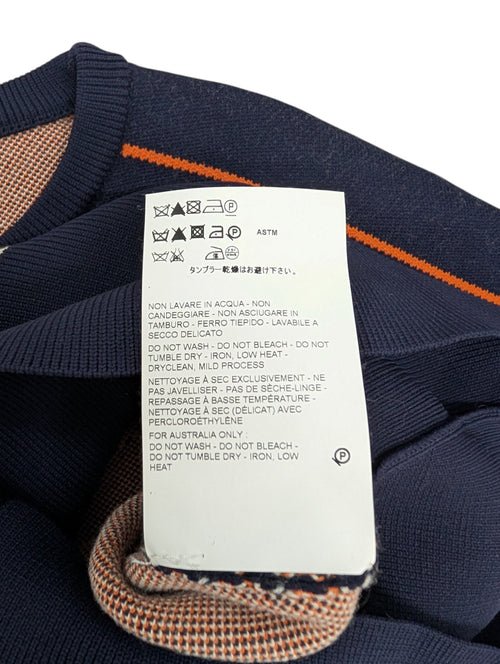 P
P ASTM
タンブラー乾燥はお避け下さい。
NON LAVARE IN ACQUA - NON
CANDEGGIARE - NON ASCIUGARE IN
TAMBURO - FERRO TIEPIDO - LAVABILE A
SECCO DELICATO
DO NOT WASH - DO NOT BLEACH - DO NOT
TUMBLE DRY - IRON, LOW HEAT -
DRYCLEAN, MILD PROCESS
NETTOYAGE À SEC EXCLUSIVEMENT - NE
PAS JAVELLISER - PAS DE SÈCHE-LINGE -
REPASSAGE À BASSE TEMPÉRATURE -
NETTOYAGE À SEC (DÉLICAT) AVEC
PERCLOROÉTHYLÈNE
FOR AUSTRALIA ONLY :
DO NOT WASH - DO NOT BLEACH -
DO NOT TUMBLE DRY - IRON, LOW
HEAT
P